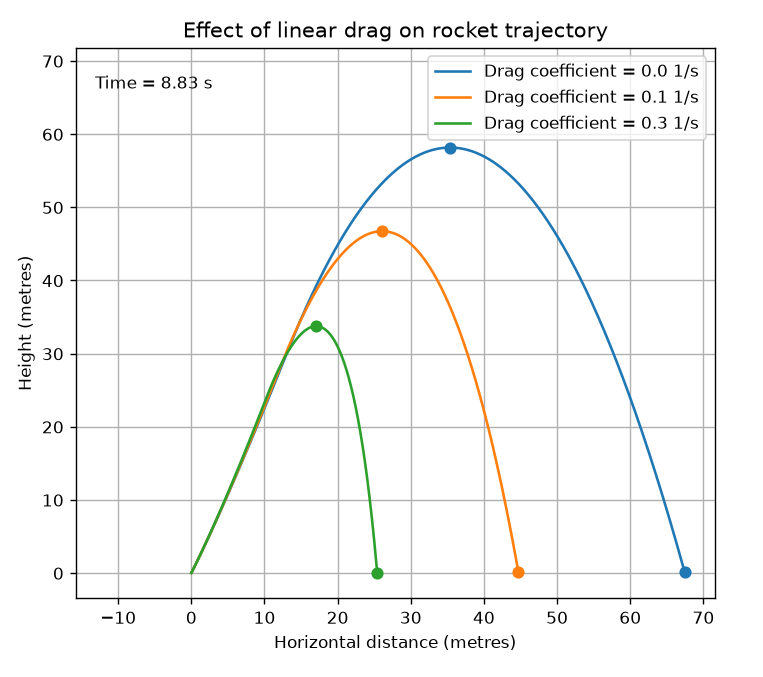 Effect of linear drag on rocket trajectory
Time = 8.83 s
Drag coefficient = 0.0 1/s
Drag coefficient = 0.1 1/s
Drag coefficient = 0.3 1/s
Height (metres)
70
60
50
40
30
20
10
0
−10 0 10 20 30 40 50 60 70
Horizontal distance (metres)